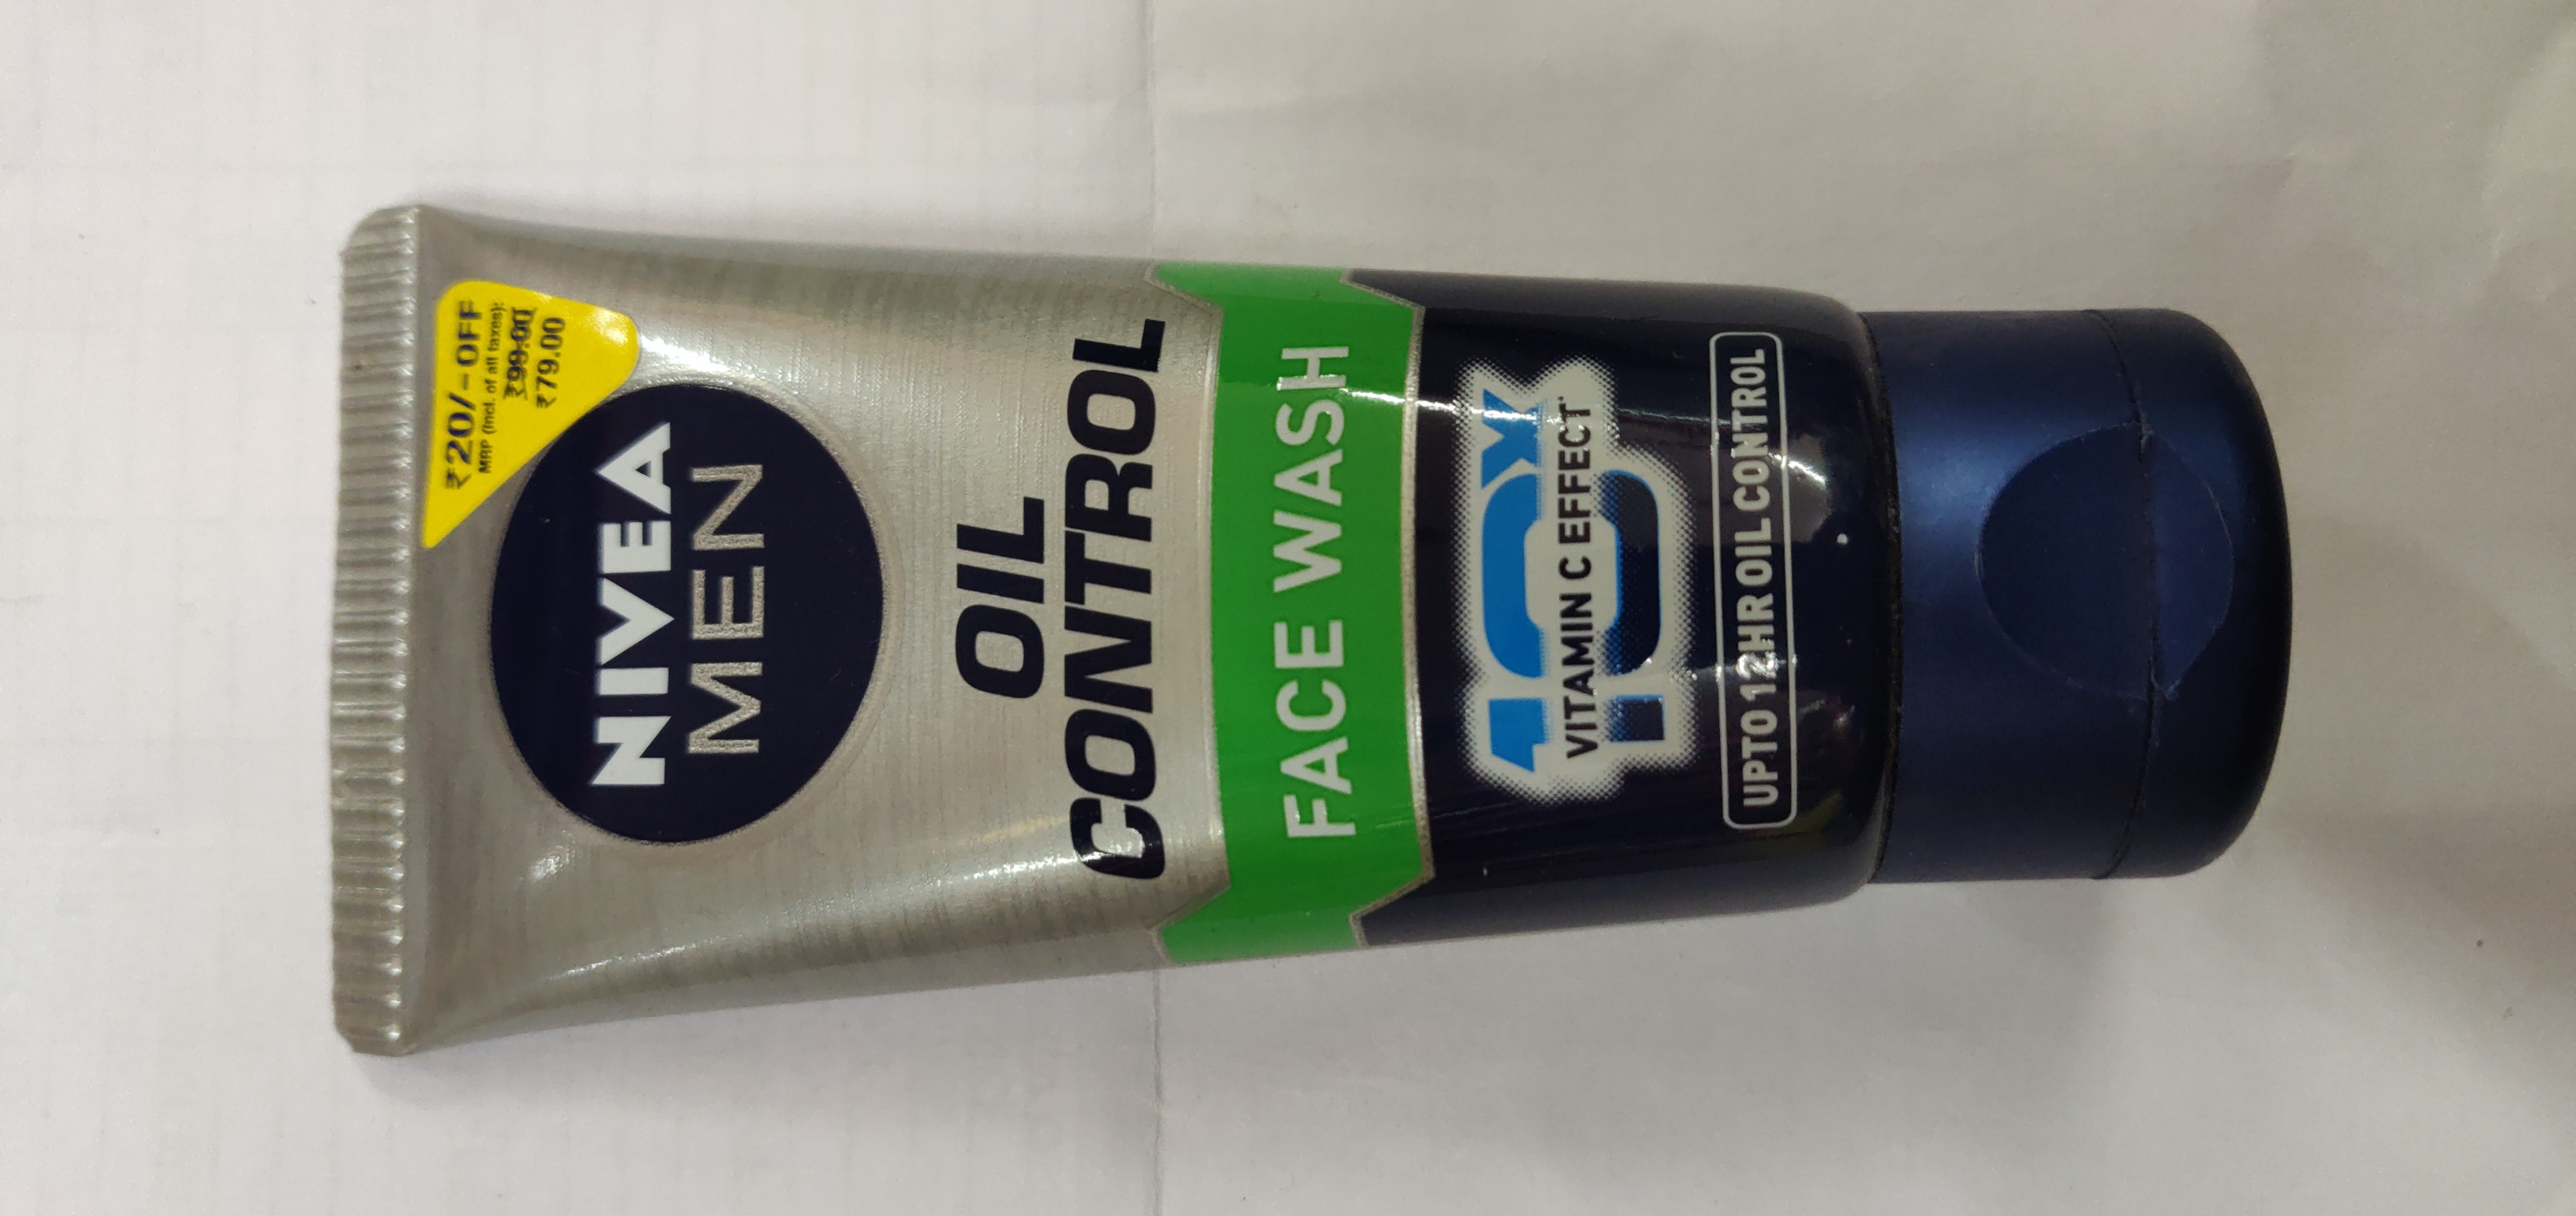 ₹20/- OFF
MRP (Incl. of all taxes):
₹99.00
₹79.00
NIVEA
MEN
OIL
CONTROL
FACE WASH
10X
VITAMIN C EFFECT*
UPTO 12HR OIL CONTROL